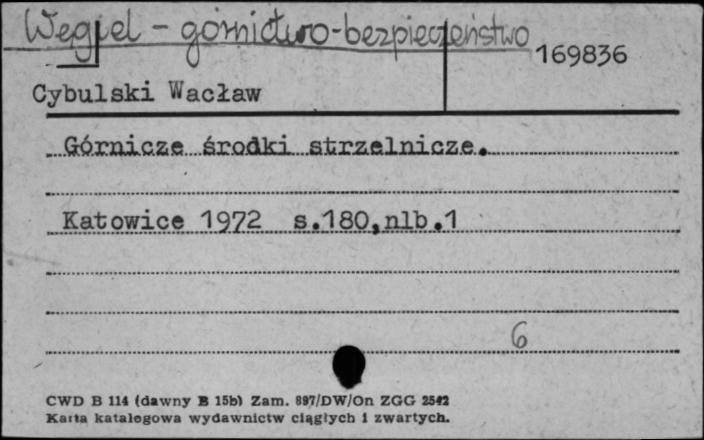 Węgiel - górnictwo - bezpieczeństwo
169836
Cybulski Wacław
Górnicze środki strzelnicze.
Katowice 1972 s.180,nlb.1
6
CWD B 114 (dawny B 15b) Zam. 897/DW/On ZGG 2542
Karta katalogowa wydawnictw ciągłych i zwartych.